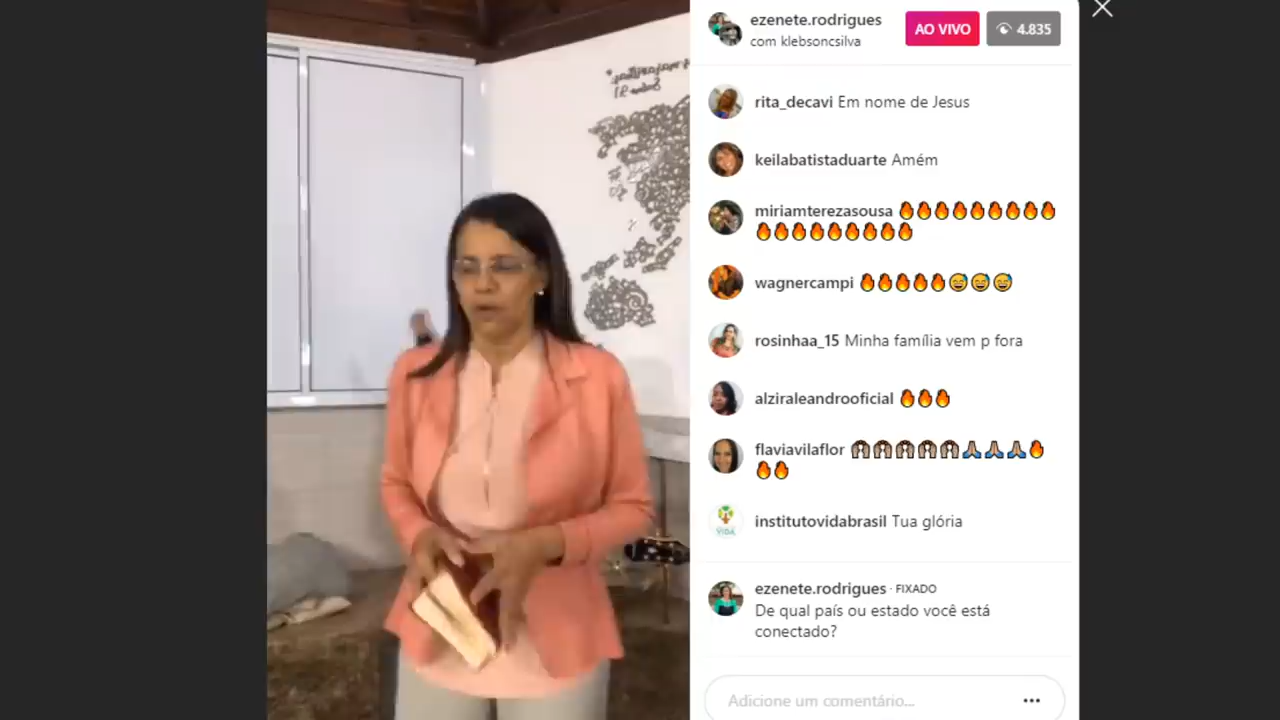 ezenete.rodrigues
com klebsoncsilva
AO VIVO
4.835
rita_decavi Em nome de Jesus
keilabatistaduarte Amém
miriamterezasousa 🔥🔥🔥🔥🔥🔥🔥🔥🔥
🔥🔥🔥🔥🔥🔥🔥🔥🔥
wagnercampi 🔥🔥🔥🔥🔥😅😅😅
rosinhaa_15 Minha família vem p fora
alziraleandrooficial 🔥🔥🔥
flaviavilaflor 🙌🏽🙌🏽🙌🏽🙌🏽🙌🏽🙏🏽🙏🏽🙏🏽🔥
🔥🔥
institutovidabrasil Tua glória
VIDA
ezenete.rodrigues · FIXADO
De qual país ou estado você está
conectado?
Adicione um comentário...